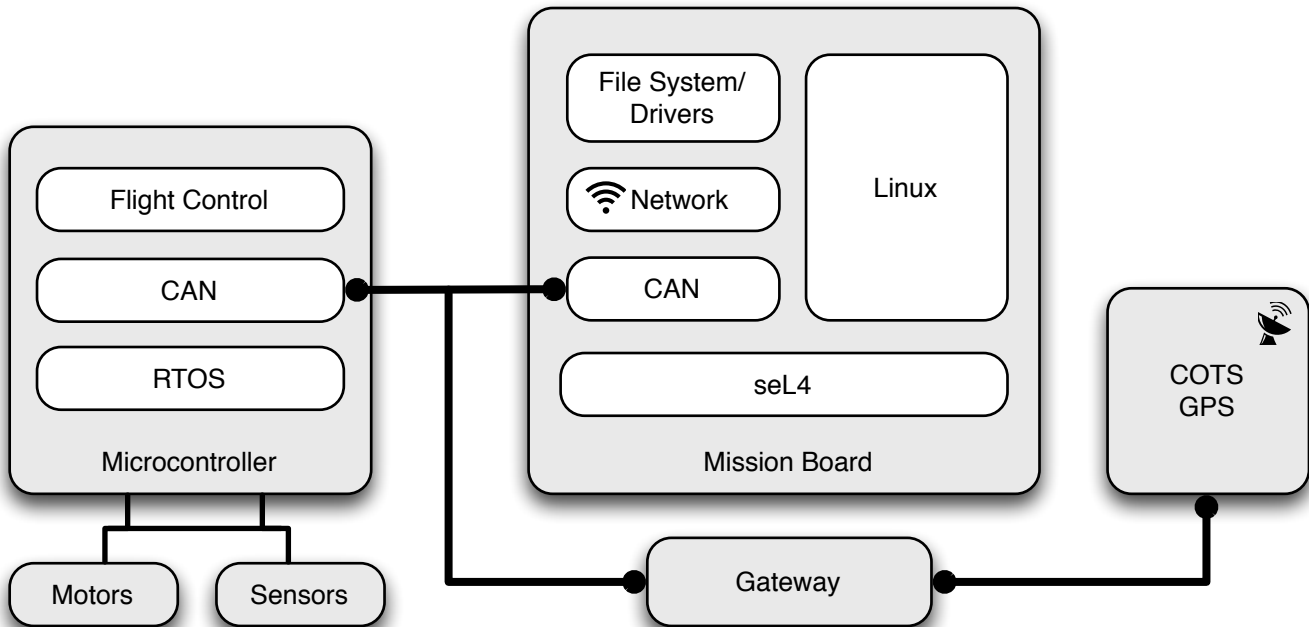 Flight Control
CAN
RTOS
Microcontroller
Motors
Sensors
File System/
Drivers
Network
CAN
Linux
seL4
Mission Board
Gateway
COTS
GPS